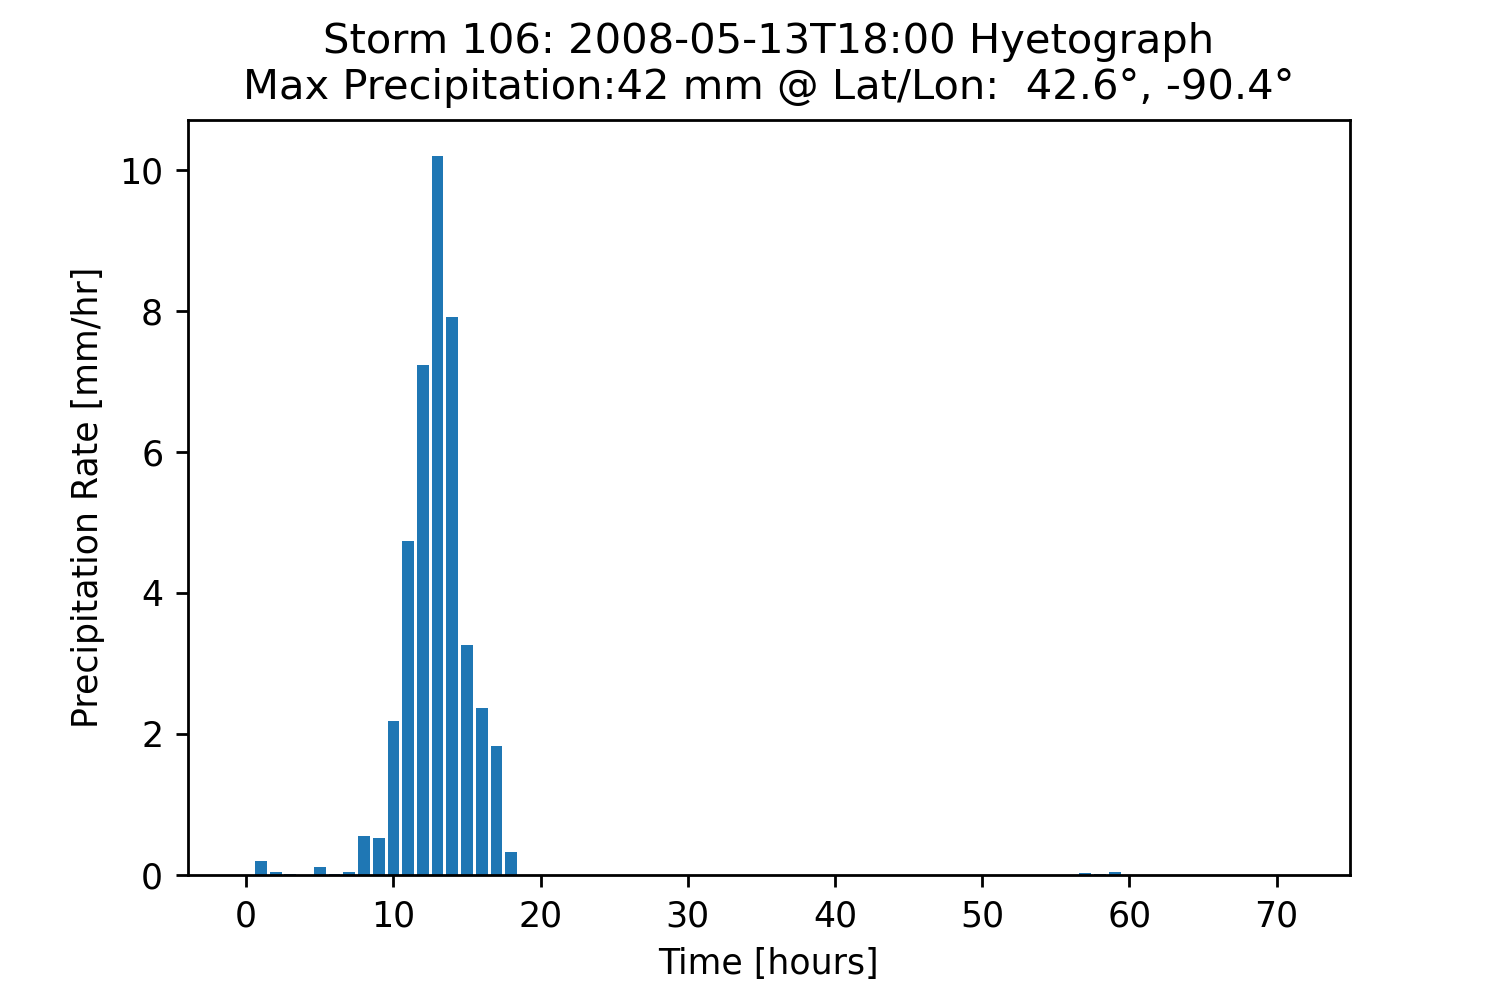 Storm 106: 2008-05-13T18:00 Hyetograph
Max Precipitation:42 mm @ Lat/Lon:  42.6°, -90.4°
10
8
6
4
2
0
Precipitation Rate [mm/hr]
0 10 20 30 40 50 60 70
Time [hours]